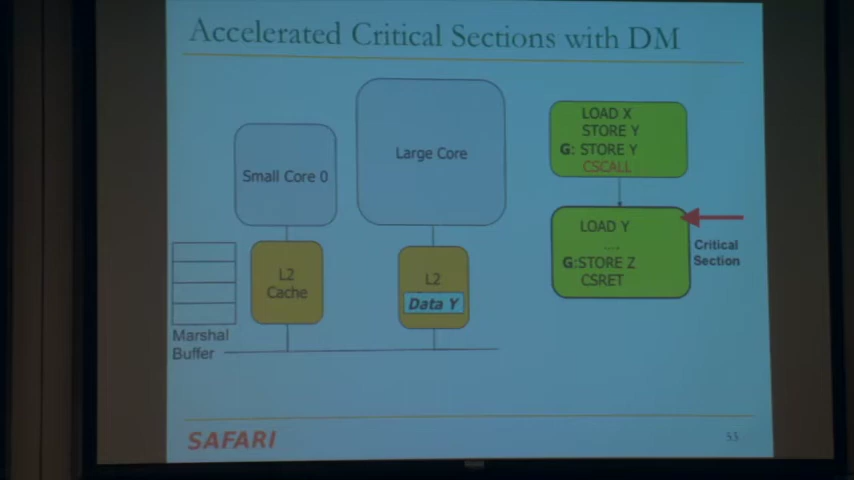 Accelerated Critical Sections with DM
Small Core 0
Large Core
LOAD X
STORE Y
G: STORE Y
CSCALL
LOAD Y
....
G:STORE Z
CSRET
Critical
Section
L2
Cache
L2
Data Y
Marshal
Buffer
SAFARI
53